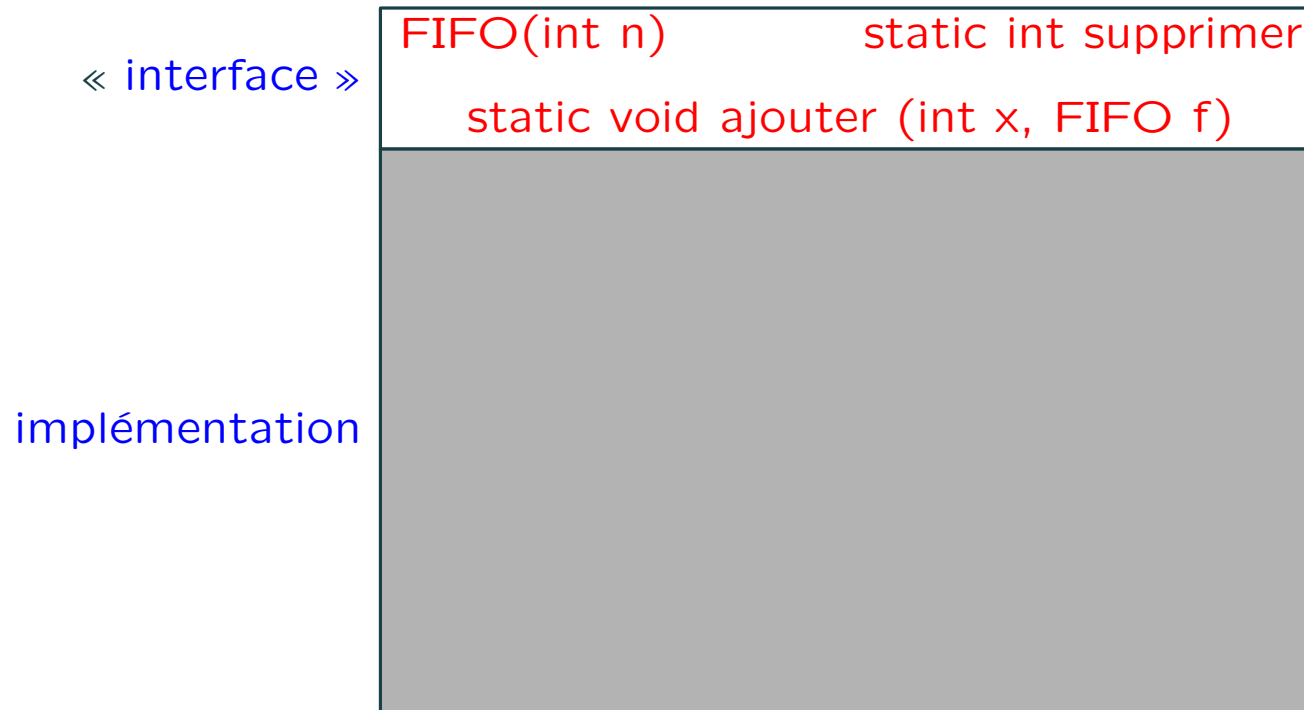 FIFO(int n) static int supprimer
« interface »
static void ajouter (int x, FIFO f)
implémentation